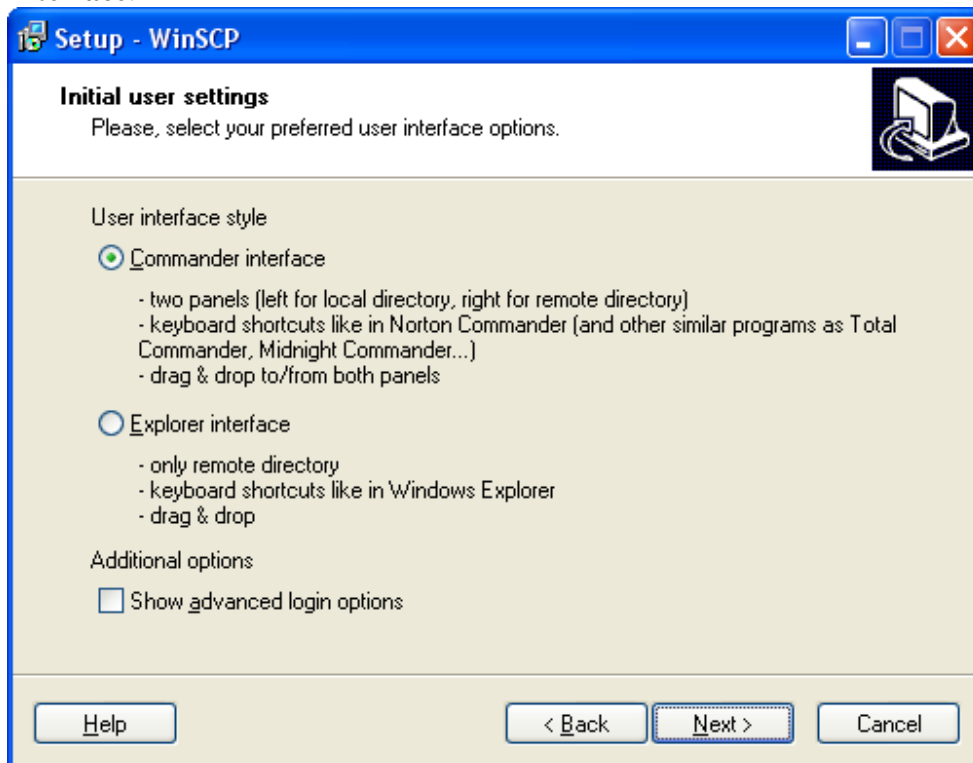 Setup - WinSCP
Initial user settings
Please, select your preferred user interface options.
User interface style
Commander interface
- two panels (left for local directory, right for remote directory)
- keyboard shortcuts like in Norton Commander (and other similar programs as Total
Commander, Midnight Commander...)
- drag & drop to/from both panels
Explorer interface
- only remote directory
- keyboard shortcuts like in Windows Explorer
- drag & drop
Additional options
Show advanced login options
Help
< Back
Next >
Cancel